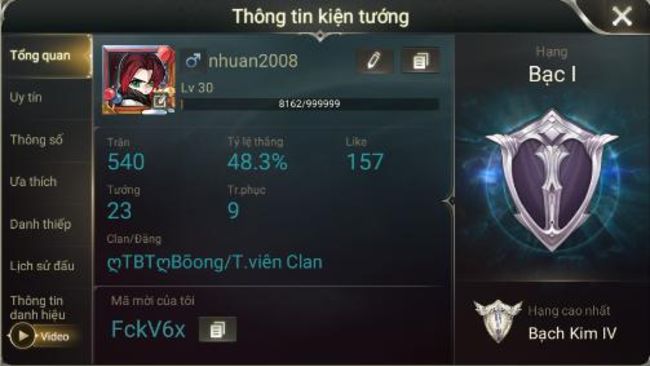 Thông tin kiện tướng
Tổng quan
Uy tín
Thông số
Ưa thích
Danh thiếp
Lịch sử đấu
Thông tin
danh hiệu
Video
nhuan2008
Lv 30
8162/999999
Trận
Tỷ lệ thắng
Like
540
48.3%
157
Tướng
Tr.phục
23
9
Clan/Đảng
ღTBTღBõong/T.viên Clan
Mã mời của tôi
FckV6x
Hạng
Bạc I
Hạng cao nhất
Bạch Kim IV